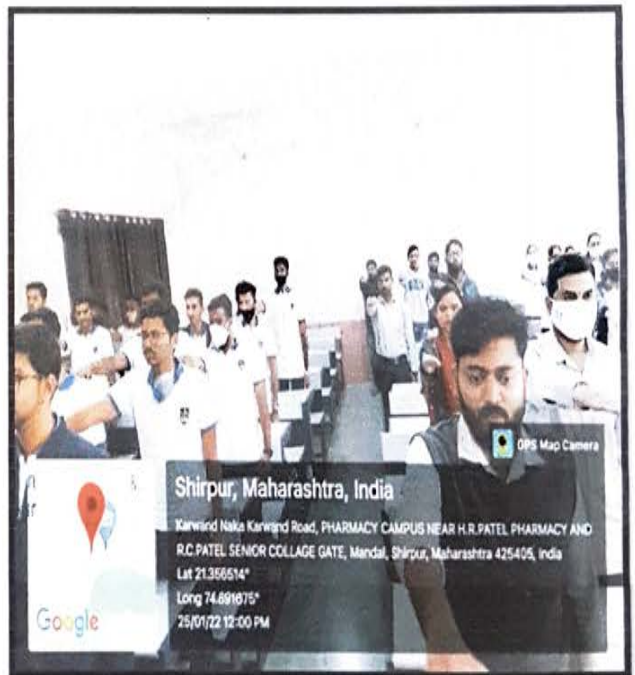 GPS Map Camera
Shirpur, Maharashtra, India
Karwand Naka Karwand Road, PHARMACY CAMPUS NEAR H.R.PATEL PHARMACY AND
R.C.PATEL SENIOR COLLAGE GATE, Mandal, Shirpur, Maharashtra 425405, India
Lat 21.356514°
Long 74.891675°
25/01/22 12:00 PM
Google